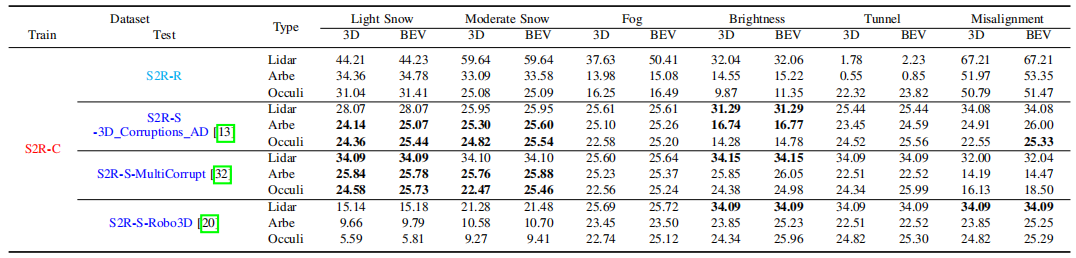 Dataset Type Light Snow Moderate Snow Fog Brightness Tunnel Misalignment
Train Test 3D BEV 3D BEV 3D BEV 3D BEV 3D BEV 3D BEV
S2R-C
S2R-R
Lidar 44.21 44.23 59.64 59.64 37.63 50.41 32.04 32.06 1.78 2.23 67.21 67.21
Arbe 34.36 34.78 33.09 33.58 13.98 15.08 14.55 15.22 0.55 0.85 51.97 53.35
Occuli 31.04 31.41 25.08 25.09 16.25 16.49 9.87 11.35 22.32 23.82 50.79 51.47
S2R-S
-3D_Corruptions_AD [13]
Lidar 28.07 28.07 25.95 25.95 25.61 25.61 31.29 31.29 25.44 25.44 34.08 34.08
Arbe 24.14 25.07 25.30 25.60 25.10 25.26 16.74 16.77 23.45 24.59 24.91 26.00
Occuli 24.36 25.44 24.82 25.54 22.58 25.20 14.28 14.78 24.52 25.56 22.55 25.33
S2R-S-MultiCorrupt [32]
Lidar 34.09 34.09 34.10 34.10 25.60 25.64 34.15 34.15 34.09 34.09 32.00 32.04
Arbe 25.84 25.78 25.76 25.88 23.25 25.37 25.85 26.05 22.51 22.52 14.19 14.47
Occuli 24.58 25.73 22.47 25.46 22.56 25.24 24.38 24.98 24.34 25.99 16.13 18.50
S2R-S-Robo3D [20]
Lidar 15.14 15.18 21.28 21.48 25.69 25.72 34.09 34.09 34.09 34.09 34.09 34.09
Arbe 9.66 9.79 10.58 10.70 23.45 23.50 23.85 25.23 22.51 22.52 23.85 25.25
Occuli 5.59 5.81 9.27 9.41 22.74 25.12 24.34 25.96 24.82 25.30 24.82 25.29